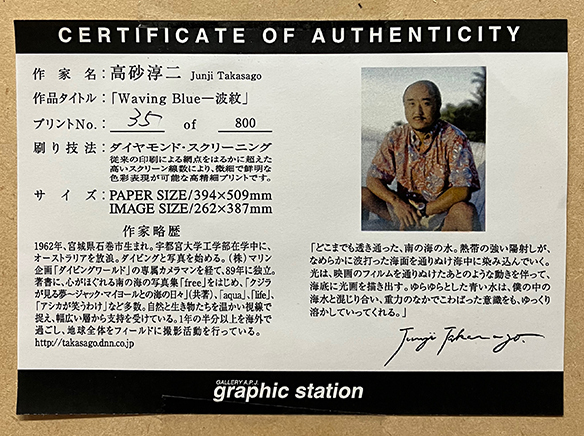 CERTIFICATE OF AUTHENTICITY
作 家 名：高砂淳二 Junji Takasago
作品タイトル：「Waving Blue—波紋」
プリントNo.： 35 of 800
刷り技法：ダイヤモンド・スクリーニング
従来の印刷による網点をはるかに超えた
高いスクリーン線数により、微細で鮮明な
色彩表現が可能な高精細プリントです。
サ イ ズ：PAPER SIZE/394×509mm
IMAGE SIZE/262×387mm
作家略歴
1962年、宮城県石巻市生まれ。宇都宮大学工学部在学中に、
オーストラリアを放浪。ダイビングと写真を始める。（株）マリン
企画「ダイビングワールド」の専属カメラマンを経て、89年に独立。
著書に、心がほぐれる南の海の写真集「free」をはじめ、「クジラ
が見る夢〜ジャック・マイヨールとの海の日々」（共著）、「aqua」、「life」、
「アシカが笑うわけ」など多数。自然と生き物たちを温かい視線で
捉え、幅広い層から支持を受けている。1年の半分以上を海外で
過ごし、地球全体をフィールドに撮影活動を行っている。
http://takasago.dnn.co.jp
「どこまでも透き通った、南の海の水。熱帯の強い陽射しが、
なめらかに波打った海面を通りぬけ海中に染み込んでいく。
光は、映画のフィルムを通りぬけたあとのような動きを伴って、
海底に光画を描き出す。ゆらゆらとした青い水は、僕の中の
海水と混じり合い、重力のなかでこわばった意識をも、ゆっくり
溶かしていってくれる。」
Junji Takasago.
GALLERY A.P.J.
graphic station